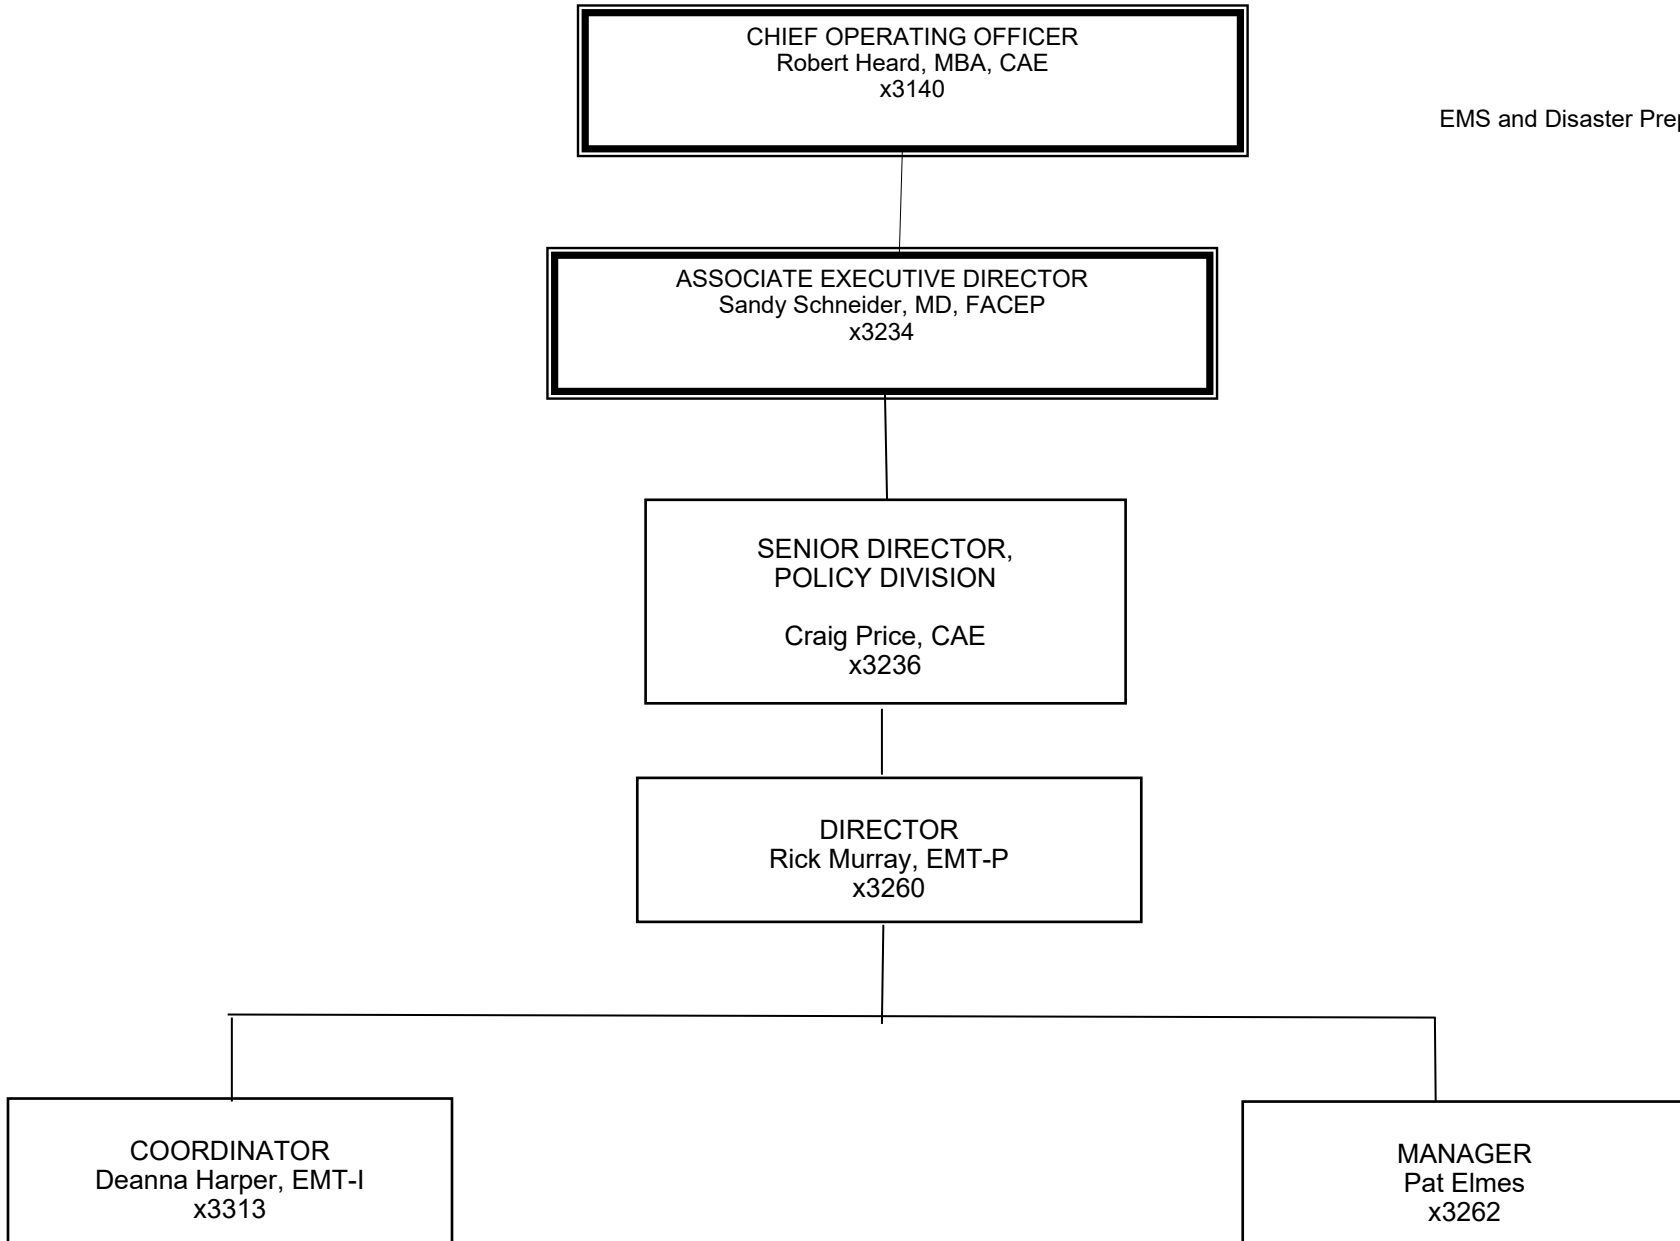 CHIEF OPERATING OFFICER
Robert Heard, MBA, CAE
x3140
EMS and Disaster Prep
ASSOCIATE EXECUTIVE DIRECTOR
Sandy Schneider, MD, FACEP
x3234
SENIOR DIRECTOR,
POLICY DIVISION
Craig Price, CAE
x3236
DIRECTOR
Rick Murray, EMT-P
x3260
COORDINATOR
Deanna Harper, EMT-I
x3313
MANAGER
Pat Elmes
x3262